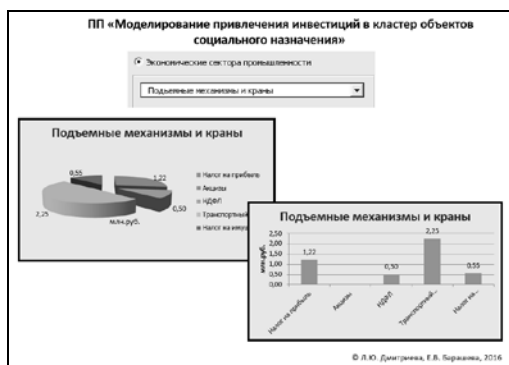 ПП «Моделирование привлечения инвестиций в кластер объектов
социального назначения»
Экономические сектора промышленности
Подъемные механизмы и краны
Подъемные механизмы и краны
0,55
1,22
0,50
2,25
млн.руб.
Налог на прибыль
Акцизы
НДФЛ
Транспортный
Налог на имущ
Подъемные механизмы и краны
млн.руб.
2,50
2,00
1,50
1,00
0,50
0,00
1,22
0,50
2,25
0,55
Налог на прибыль
Акцизы
НДФЛ
Транспортный...
Налог на...
© Л.Ю. Дмитриева, Е.В. Барашева, 2016